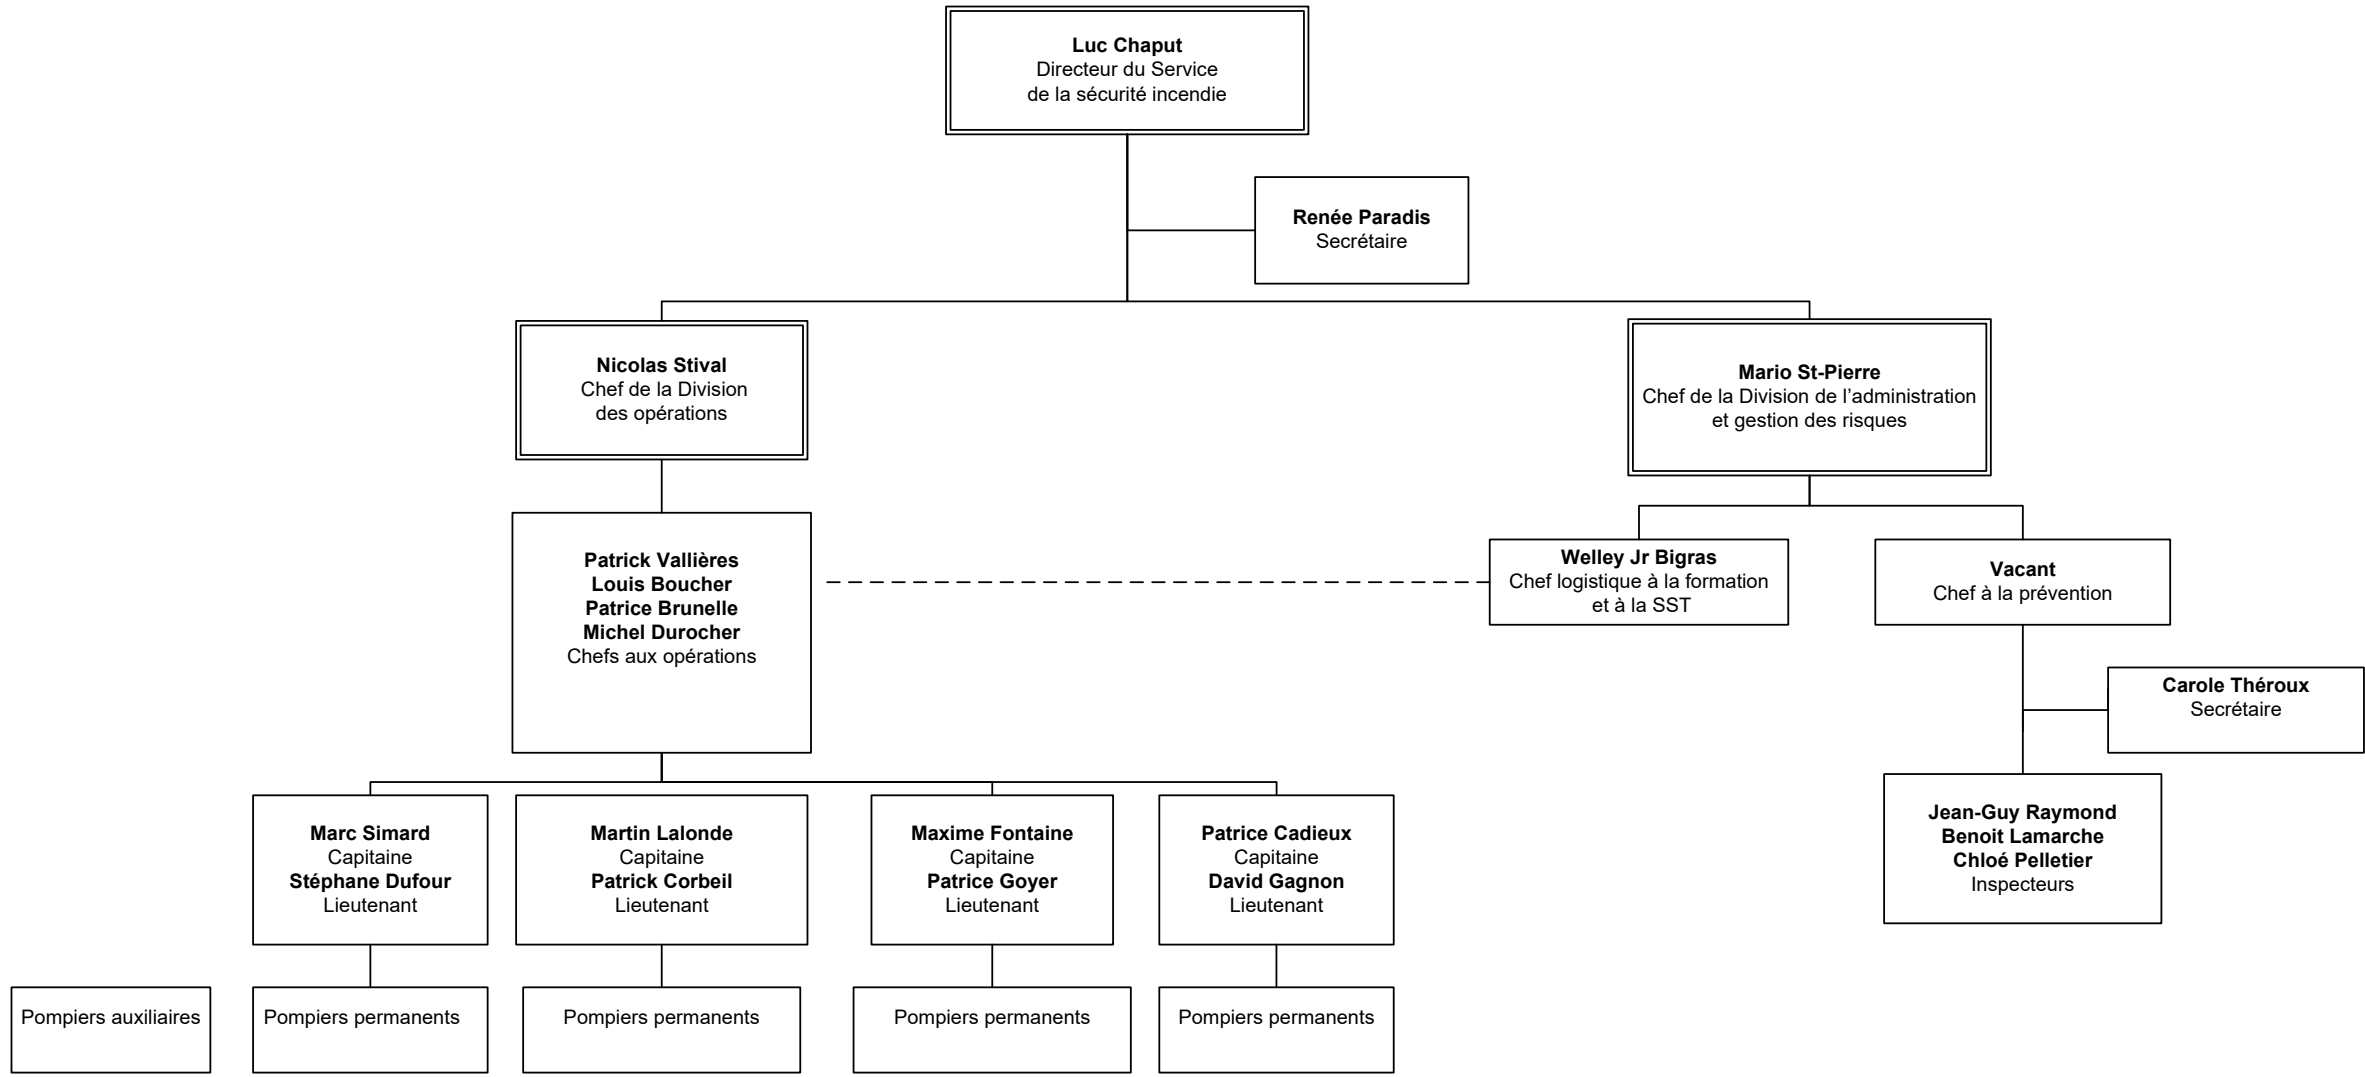 Luc Chaput
Directeur du Service
de la sécurité incendie
Renée Paradis
Secrétaire
Nicolas Stival
Chef de la Division
des opérations
Mario St-Pierre
Chef de la Division de l’administration
et gestion des risques
Patrick Vallières
Louis Boucher
Patrice Brunelle
Michel Durocher
Chefs aux opérations
Welley Jr Bigras
Chef logistique à la formation
et à la SST
Vacant
Chef à la prévention
Carole Théroux
Secrétaire
Marc Simard
Capitaine
Stéphane Dufour
Lieutenant
Martin Lalonde
Capitaine
Patrick Corbeil
Lieutenant
Maxime Fontaine
Capitaine
Patrice Goyer
Lieutenant
Patrice Cadieux
Capitaine
David Gagnon
Lieutenant
Jean-Guy Raymond
Benoit Lamarche
Chloé Pelletier
Inspecteurs
Pompiers auxiliaires
Pompiers permanents
Pompiers permanents
Pompiers permanents
Pompiers permanents